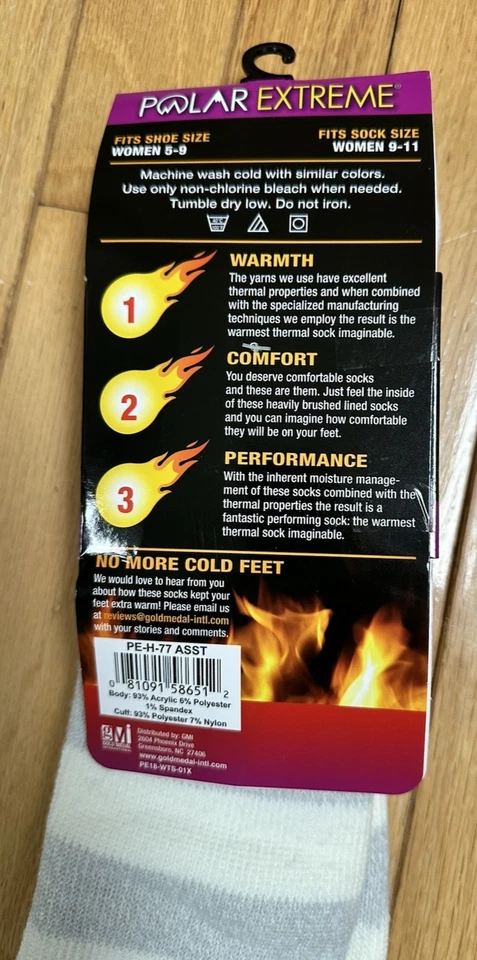 POLAR EXTREME®
FITS SHOE SIZE
WOMEN 5-9
FITS SOCK SIZE
WOMEN 9-11
Machine wash cold with similar colors.
Use only non-chlorine bleach when needed.
Tumble dry low. Do not iron.
1
WARMTH
The yarns we use have excellent
thermal properties and when combined
with the specialized manufacturing
techniques we employ the result is the
warmest thermal sock imaginable.
2
COMFORT
You deserve comfortable socks
and these are them. Just feel the inside
of these heavily brushed lined socks
and you can imagine how comfortable
they will be on your feet.
3
PERFORMANCE
With the inherent moisture manage-
ment of these socks combined with the
thermal properties the result is a
fantastic performing sock: the warmest
thermal sock imaginable.
NO MORE COLD FEET
We would love to hear from you
about how these socks kept your
feet extra warm! Please email us
at reviews@goldmedal-intl.com
with your stories and comments.
PE-H-77 ASST
0 81091 58651 2
Body: 93% Acrylic 6% Polyester
1% Spandex
Cuff: 93% Polyester 7% Nylon
gmi
GOLD MEDAL
INTERNATIONAL
Distributed by: GMI
2604 Phoenix Drive
Greensboro, NC 27406
www.goldmedal-intl.com
PE18-WTS-01X